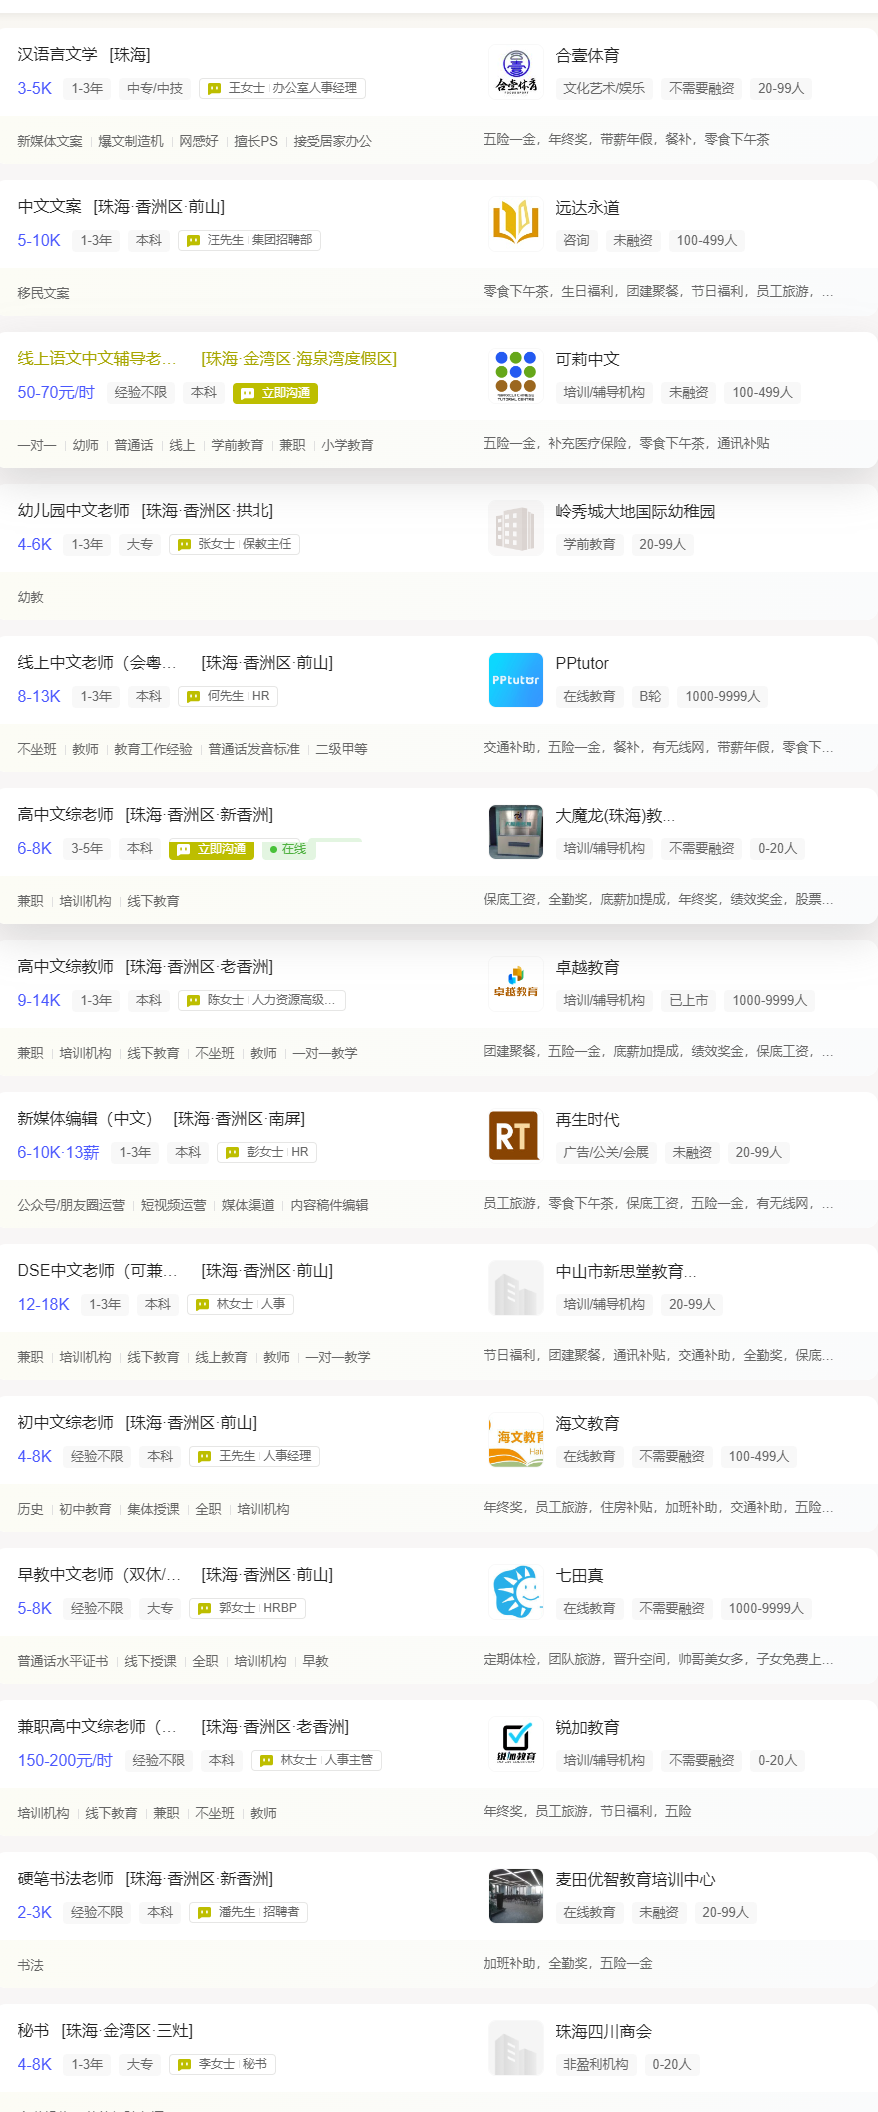 汉语言文学 [珠海]
3-5K 1-3年 中专/中技 王女士 办公室人事经理
合壹体育
文化艺术/娱乐 不需要融资 20-99人
新媒体文案 爆文制造机 网感好 擅长PS 接受居家办公
五险一金，年终奖，带薪年假，餐补，零食下午茶
中文文案 [珠海·香洲区·前山]
5-10K 1-3年 本科 汪先生 集团招聘部
远达永道
咨询 未融资 100-499人
移民文案
零食下午茶，生日福利，团建聚餐，节日福利，员工旅游，...
线上语文中文辅导老... [珠海·金湾区·海泉湾度假区]
50-70元/时 经验不限 本科 立即沟通
可莉中文
培训/辅导机构 未融资 100-499人
一对一 幼师 普通话 线上 学前教育 兼职 小学教育
五险一金，补充医疗保险，零食下午茶，通讯补贴
幼儿园中文老师 [珠海·香洲区·拱北]
4-6K 1-3年 大专 张女士 保教主任
岭秀城大地国际幼稚园
学前教育 20-99人
幼教
线上中文老师（会粤... [珠海·香洲区·前山]
8-13K 1-3年 本科 何先生 HR
PPtutor
PPtutor
在线教育 B轮 1000-9999人
不坐班 教师 教育工作经验 普通话发音标准 二级甲等
交通补助，五险一金，餐补，有无线网，带薪年假，零食下...
高中文综老师 [珠海·香洲区·新香洲]
6-8K 3-5年 本科 立即沟通 在线
大魔龙(珠海)教...
培训/辅导机构 不需要融资 0-20人
兼职 培训机构 线下教育
保底工资，全勤奖，底薪加提成，年终奖，绩效奖金，股票...
高中文综教师 [珠海·香洲区·老香洲]
9-14K 1-3年 本科 陈女士 人力资源高级...
卓越教育
卓越教育
培训/辅导机构 已上市 1000-9999人
兼职 培训机构 线下教育 不坐班 教师 一对一教学
团建聚餐，五险一金，底薪加提成，绩效奖金，保底工资，...
新媒体编辑（中文） [珠海·香洲区·南屏]
6-10K·13薪 1-3年 本科 彭女士 HR
RT
再生时代
广告/公关/会展 未融资 20-99人
公众号/朋友圈运营 短视频运营 媒体渠道 内容稿件编辑
员工旅游，零食下午茶，保底工资，五险一金，有无线网，...
DSE中文老师（可兼... [珠海·香洲区·前山]
12-18K 1-3年 本科 林女士 人事
中山市新思堂教育...
培训/辅导机构 20-99人
兼职 培训机构 线下教育 线上教育 教师 一对一教学
节日福利，团建聚餐，通讯补贴，交通补助，全勤奖，保底...
初中文综老师 [珠海·香洲区·前山]
4-8K 经验不限 本科 王先生 人事经理
海文教育
海文教育
在线教育 不需要融资 100-499人
历史 初中教育 集体授课 全职 培训机构
年终奖，员工旅游，住房补贴，加班补助，交通补助，五险...
早教中文老师（双休/... [珠海·香洲区·前山]
5-8K 经验不限 大专 郭女士 HRBP
七田真
在线教育 不需要融资 1000-9999人
普通话水平证书 线下授课 全职 培训机构 早教
定期体检，团队旅游，晋升空间，帅哥美女多，子女免费上...
兼职高中文综老师（... [珠海·香洲区·老香洲]
150-200元/时 经验不限 本科 林女士 人事主管
锐加教育
锐加教育
培训/辅导机构 不需要融资 0-20人
培训机构 线下教育 兼职 不坐班 教师
年终奖，员工旅游，节日福利，五险
硬笔书法老师 [珠海·香洲区·新香洲]
2-3K 经验不限 本科 潘先生 招聘者
麦田优智教育培训中心
在线教育 未融资 20-99人
书法
加班补助，全勤奖，五险一金
秘书 [珠海·金湾区·三灶]
4-8K 1-3年 大专 李女士 秘书
珠海四川商会
非盈利机构 0-20人